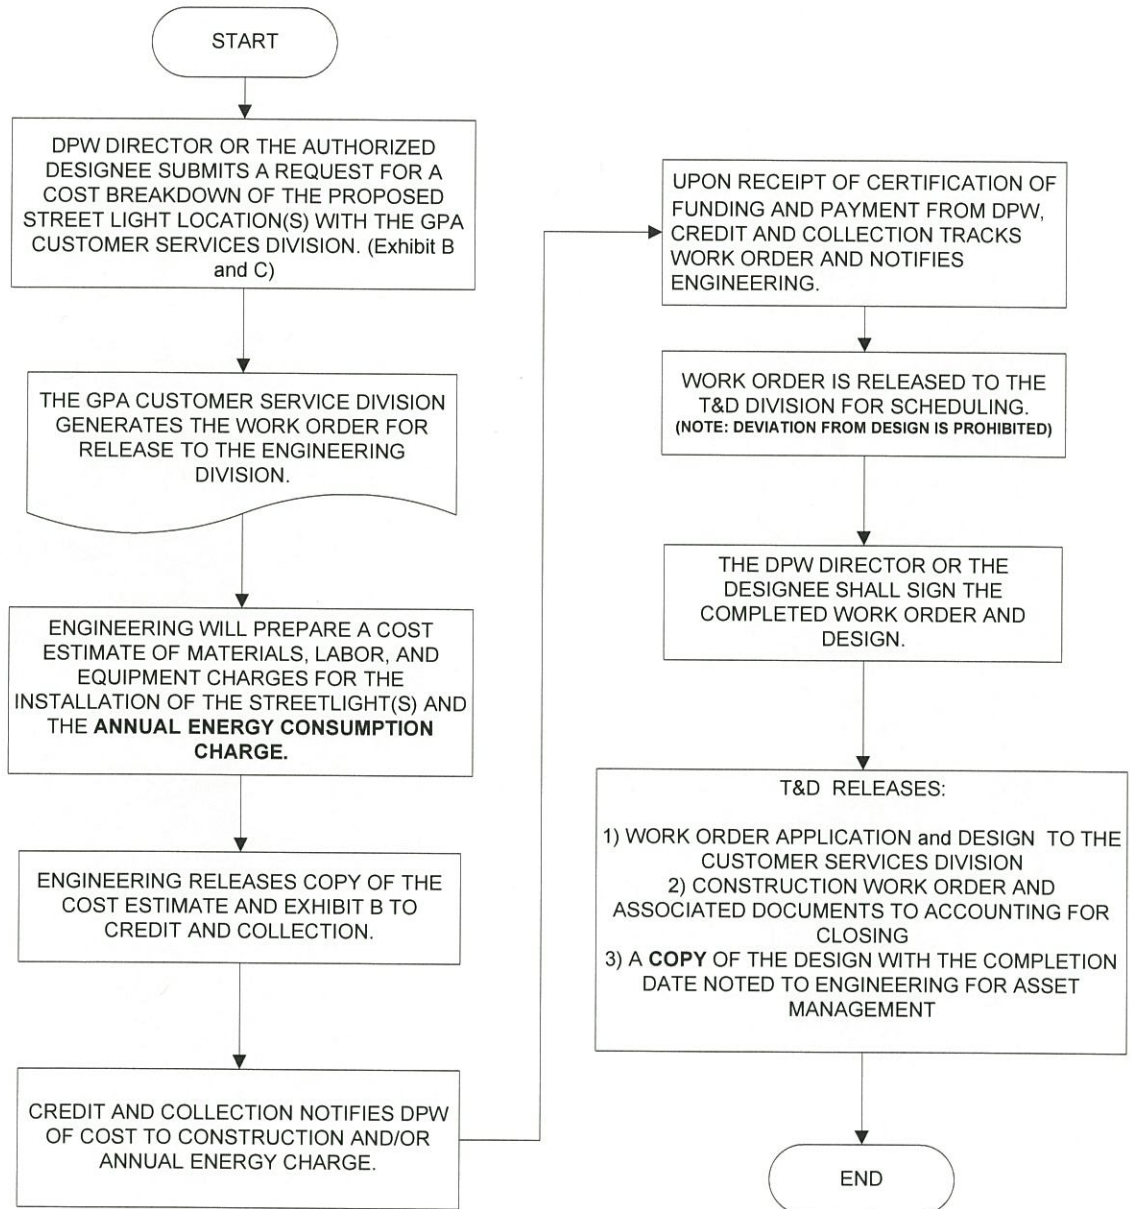 START
DPW DIRECTOR OR THE AUTHORIZED
DESIGNEE SUBMITS A REQUEST FOR A
COST BREAKDOWN OF THE PROPOSED
STREET LIGHT LOCATION(S) WITH THE GPA
CUSTOMER SERVICES DIVISION. (Exhibit B
and C)
THE GPA CUSTOMER SERVICE DIVISION
GENERATES THE WORK ORDER FOR
RELEASE TO THE ENGINEERING
DIVISION.
ENGINEERING WILL PREPARE A COST
ESTIMATE OF MATERIALS, LABOR, AND
EQUIPMENT CHARGES FOR THE
INSTALLATION OF THE STREETLIGHT(S) AND
THE ANNUAL ENERGY CONSUMPTION
CHARGE.
ENGINEERING RELEASES COPY OF THE
COST ESTIMATE AND EXHIBIT B TO
CREDIT AND COLLECTION.
CREDIT AND COLLECTION NOTIFIES DPW
OF COST TO CONSTRUCTION AND/OR
ANNUAL ENERGY CHARGE.
UPON RECEIPT OF CERTIFICATION OF
FUNDING AND PAYMENT FROM DPW,
CREDIT AND COLLECTION TRACKS
WORK ORDER AND NOTIFIES
ENGINEERING.
WORK ORDER IS RELEASED TO THE
T&D DIVISION FOR SCHEDULING.
(NOTE: DEVIATION FROM DESIGN IS PROHIBITED)
THE DPW DIRECTOR OR THE
DESIGNEE SHALL SIGN THE
COMPLETED WORK ORDER AND
DESIGN.
T&D RELEASES:
1) WORK ORDER APPLICATION and DESIGN TO THE
CUSTOMER SERVICES DIVISION
2) CONSTRUCTION WORK ORDER AND
ASSOCIATED DOCUMENTS TO ACCOUNTING FOR
CLOSING
3) A COPY OF THE DESIGN WITH THE COMPLETION
DATE NOTED TO ENGINEERING FOR ASSET
MANAGEMENT
END